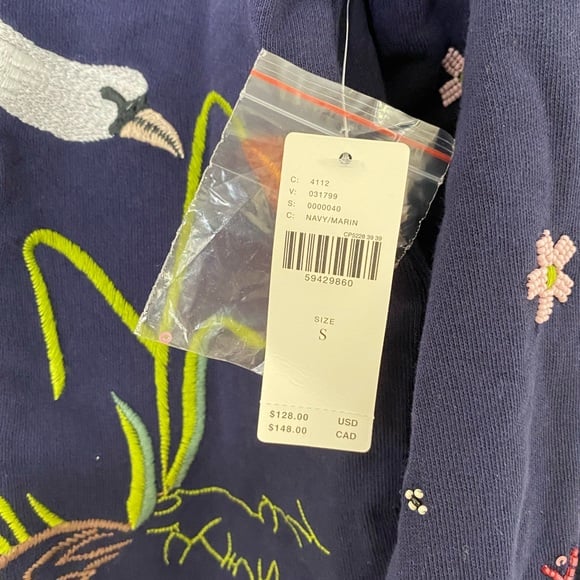 C: 4112
V: 031799
S: 0000040
C: NAVY/MARIN
CP5226 39 39
59429860
SIZE
S
$128.00 USD
$148.00 CAD